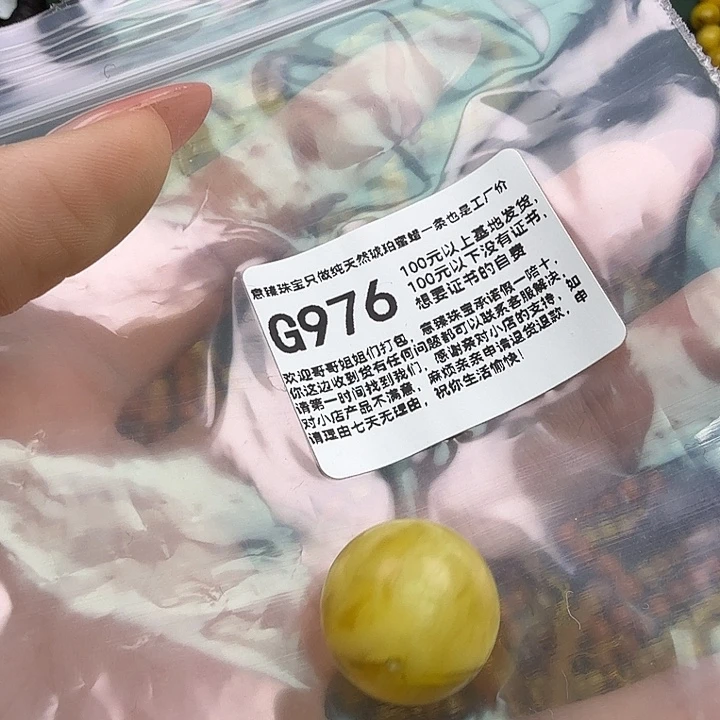 意臻珠宝只做纯天然琥珀蜜蜡一条也是工厂价
G976
100元以上基地发货，
100元以下没有证书，
想要证书的自费
欢迎哥哥姐姐们打包，意臻珠宝承诺假一赔十，
你这边收到货有任何问题都可以联系客服解决，
请第一时间找到我们，感谢亲对小店的支持，如
对小店产品不满意，麻烦亲亲申请退货退款，申
请理由七天无理由，祝你生活愉快！